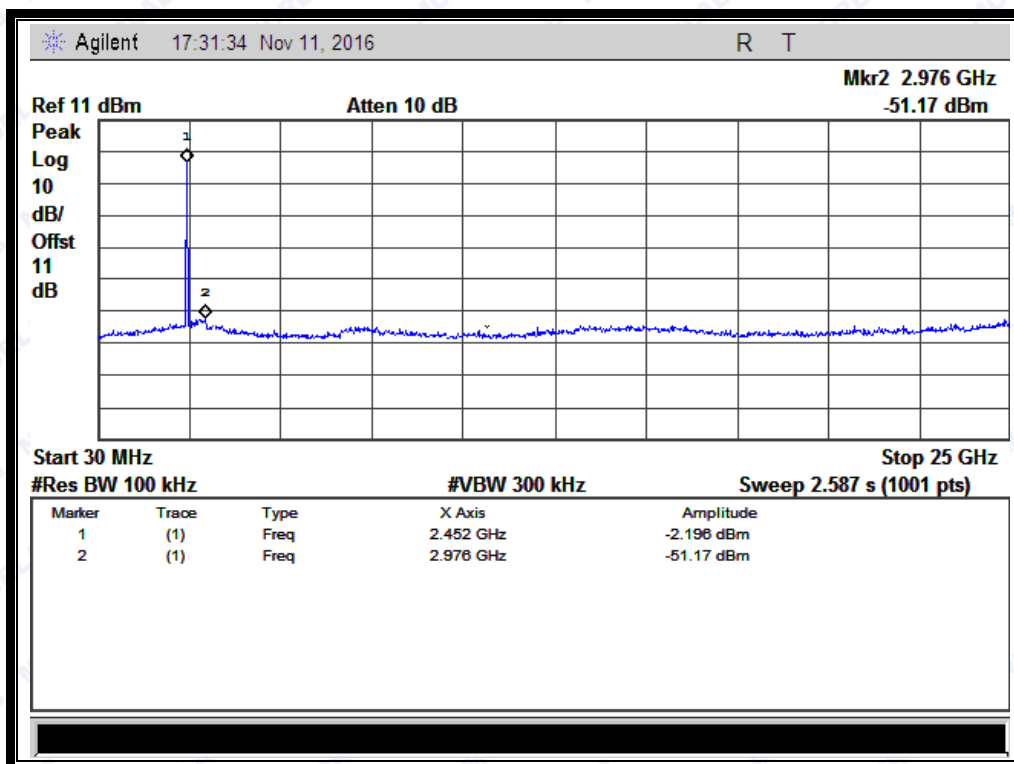 Agilent 17:31:34 Nov 11, 2016 R T
Mkr2 2.976 GHz
Ref 11 dBm Atten 10 dB -51.17 dBm
Peak
Log
10
dB/
Offst
11
dB
1
2
Start 30 MHz Stop 25 GHz
#Res BW 100 kHz #VBW 300 kHz Sweep 2.587 s (1001 pts)
Marker Trace Type X Axis Amplitude
1 (1) Freq 2.452 GHz -2.196 dBm
2 (1) Freq 2.976 GHz -51.17 dBm